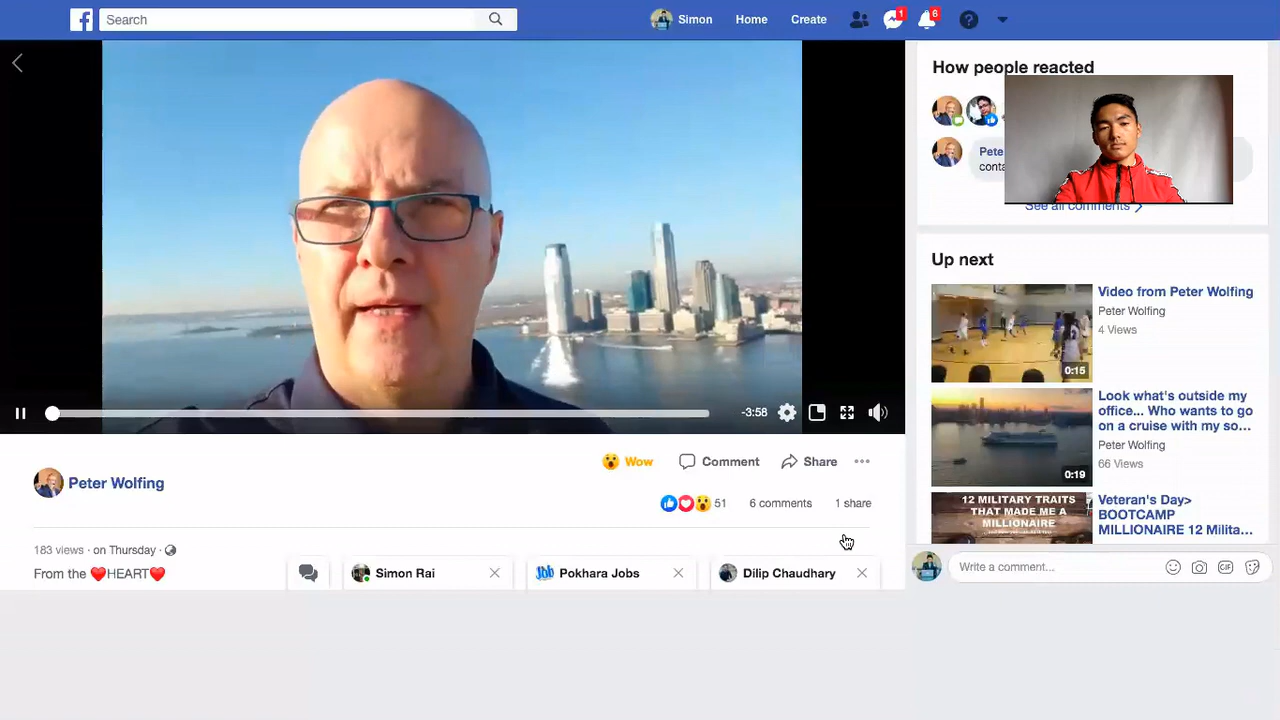 Search
Simon
Home
Create
1
6
-3:58
Peter Wolfing
Wow
Comment
Share
51
6 comments
1 share
183 views · on Thursday ·
From the ❤️HEART❤️
Simon Rai
Pokhara Jobs
Dilip Chaudhary
How people reacted
See all comments
Up next
0:15
Video from Peter Wolfing
Peter Wolfing
4 Views
0:19
Look what's outside my
office... Who wants to go
on a cruise with my so...
Peter Wolfing
66 Views
12 MILITARY TRAITS
THAT MADE ME A
MILLIONAIRE
Veteran's Day>
BOOTCAMP
MILLIONAIRE 12 Milita...
Write a comment...
GIF